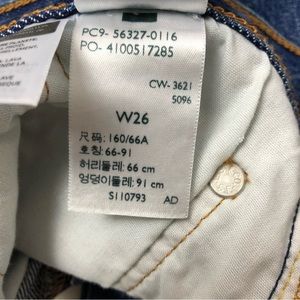 PC9- 56327-0116
PO- 4100517285
CW- 3621
5096
W26
尺码: 160/66A
호칭: 66-91
허리둘레: 66 cm
엉덩이둘레: 91 cm
S110793 AD